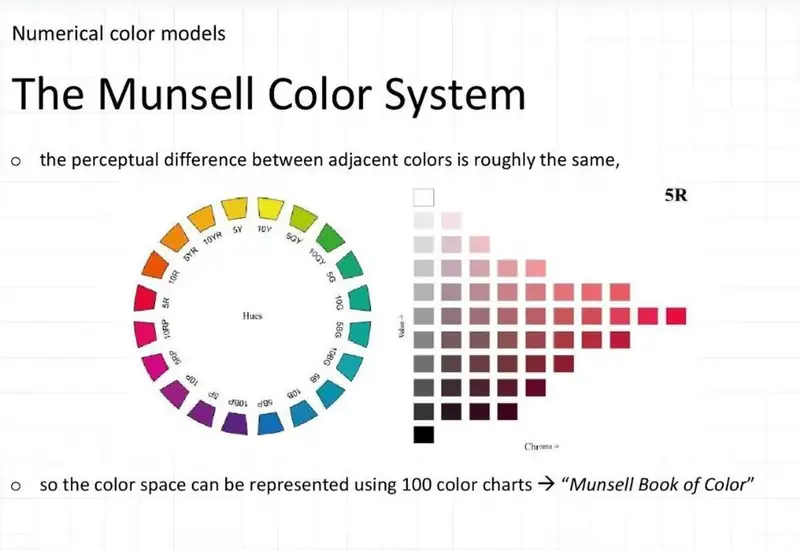 Numerical color models
The Munsell Color System
o the perceptual difference between adjacent colors is roughly the same,
5R
5Y
10Y
5GY
10GY
5G
10G
5BG
10BG
5B
10B
5BP
10BP
5P
10P
5RP
10RP
5R
10R
5YR
10YR
Hues
Value ->
Chroma ->
o so the color space can be represented using 100 color charts → “Munsell Book of Color”